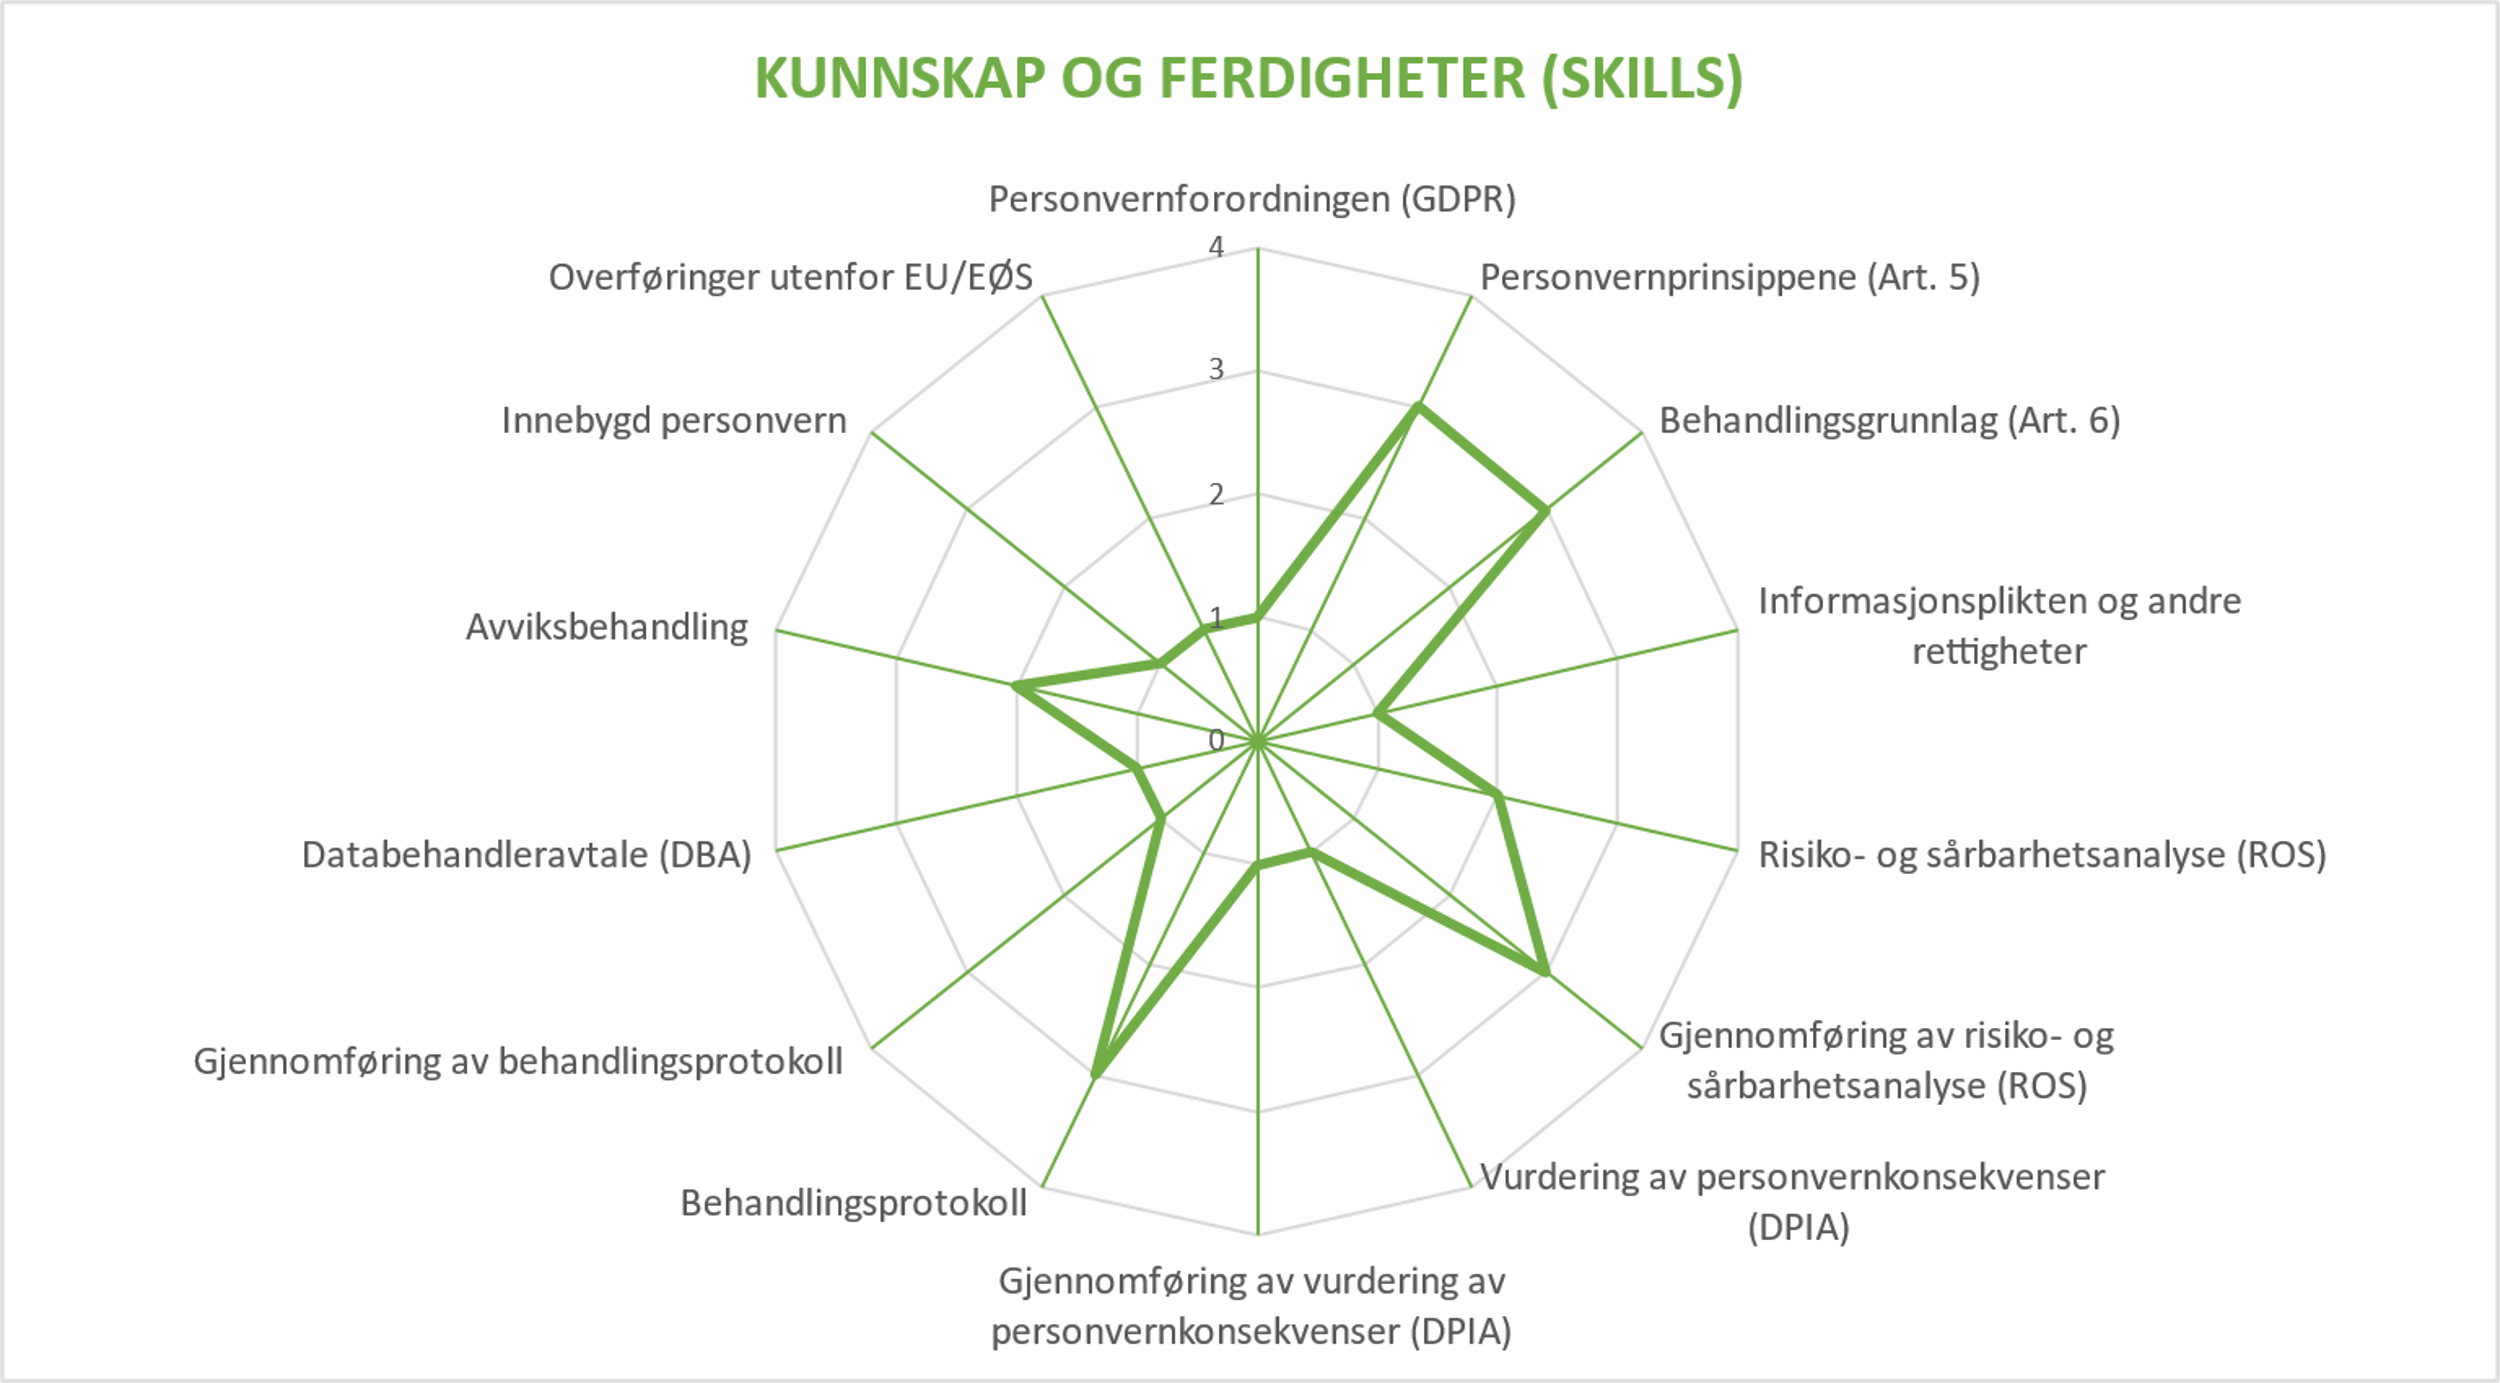 KUNNSKAP OG FERDIGHETER (SKILLS)
Personvernforordningen (GDPR)
Personvernprinsippene (Art. 5)
Behandlingsgrunnlag (Art. 6)
Informasjonsplikten og andre
rettigheter
Risiko- og sårbarhetsanalyse (ROS)
Gjennomføring av risiko- og
sårbarhetsanalyse (ROS)
Vurdering av personvernkonsekvenser
(DPIA)
Gjennomføring av vurdering av
personvernkonsekvenser (DPIA)
Behandlingsprotokoll
Gjennomføring av behandlingsprotokoll
Databehandleravtale (DBA)
Avviksbehandling
Innebygd personvern
Overføringer utenfor EU/EØS
4
3
2
1
0